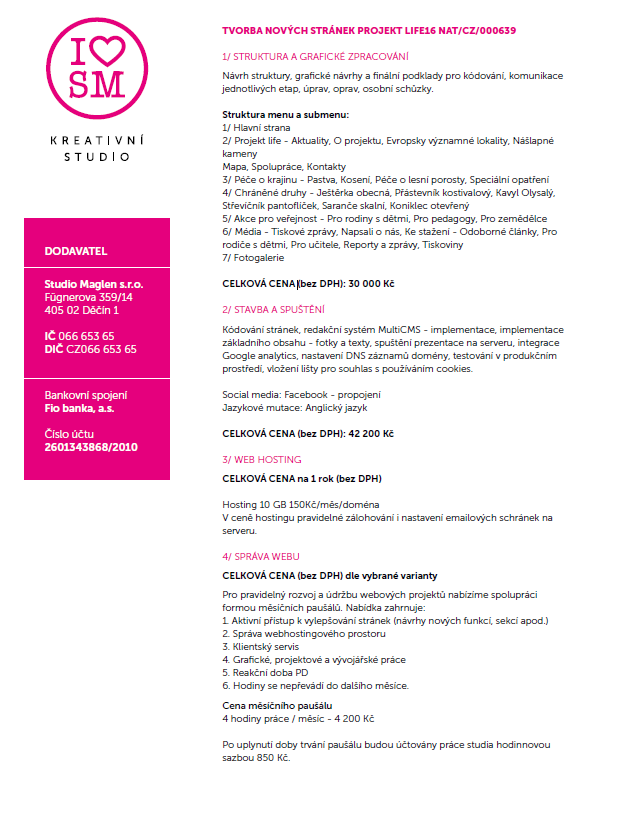 I ♡ SM
KREATIVNÍ
STUDIO
DODAVATEL
Studio Maglen s.r.o.
Fügnerova 359/14
405 02 Děčín 1
IČ 066 653 65
DIČ CZ066 653 65
Bankovní spojení
Fio banka, a.s.
Číslo účtu
2601343868/2010
TVORBA NOVÝCH STRÁNEK PROJEKT LIFE16 NAT/CZ/000639
1/ STRUKTURA A GRAFICKÉ ZPRACOVÁNÍ
Návrh struktury, grafické návrhy a finální podklady pro kódování, komunikace
jednotlivých etap, úprav, oprav, osobní schůzky.
Struktura menu a submenu:
1/ Hlavní strana
2/ Projekt life - Aktuality, O projektu, Evropsky významné lokality, Nášlapné
kameny
Mapa, Spolupráce, Kontakty
3/ Péče o krajinu - Pastva, Kosení, Péče o lesní porosty, Speciální opatření
4/ Chráněné druhy - Ještěrka obecná, Přástevník kostivalový, Kavyl Olysalý,
Střevíčník pantoflíček, Saranče skalní, Koniklec otevřený
5/ Akce pro veřejnost - Pro rodiny s dětmi, Pro pedagogy, Pro zemědělce
6/ Média - Tiskové zprávy, Napsali o nás, Ke stažení - Odoborné články, Pro
rodiče s dětmi, Pro učitele, Reporty a zprávy, Tiskoviny
7/ Fotogalerie
CELKOVÁ CENA (bez DPH): 30 000 Kč
2/ STAVBA A SPUŠTĚNÍ
Kódování stránek, redakční systém MultiCMS - implementace, implementace
základního obsahu - fotky a texty, spuštění prezentace na serveru, integrace
Google analytics, nastavení DNS záznamů domény, testování v produkčním
prostředí, vložení lišty pro souhlas s používáním cookies.
Social media: Facebook - propojení
Jazykové mutace: Anglický jazyk
CELKOVÁ CENA (bez DPH): 42 200 Kč
3/ WEB HOSTING
CELKOVÁ CENA na 1 rok (bez DPH)
Hosting 10 GB 150Kč/měs/doména
V ceně hostingu pravidelné zálohování i nastavení emailových schránek na
serveru.
4/ SPRÁVA WEBU
CELKOVÁ CENA (bez DPH) dle vybrané varianty
Pro pravidelný rozvoj a údržbu webových projektů nabízíme spolupráci
formou měsíčních paušálů. Nabídka zahrnuje:
1. Aktivní přístup k vylepšování stránek (návrhy nových funkcí, sekcí apod.)
2. Správa webhostingového prostoru
3. Klientský servis
4. Grafické, projektové a vývojářské práce
5. Reakční doba PD
6. Hodiny se nepřevádí do dalšího měsíce.
Cena měsíčního paušálu
4 hodiny práce / měsíc - 4 200 Kč
Po uplynutí doby trvání paušálu budou účtovány práce studia hodinnovou
sazbou 850 Kč.